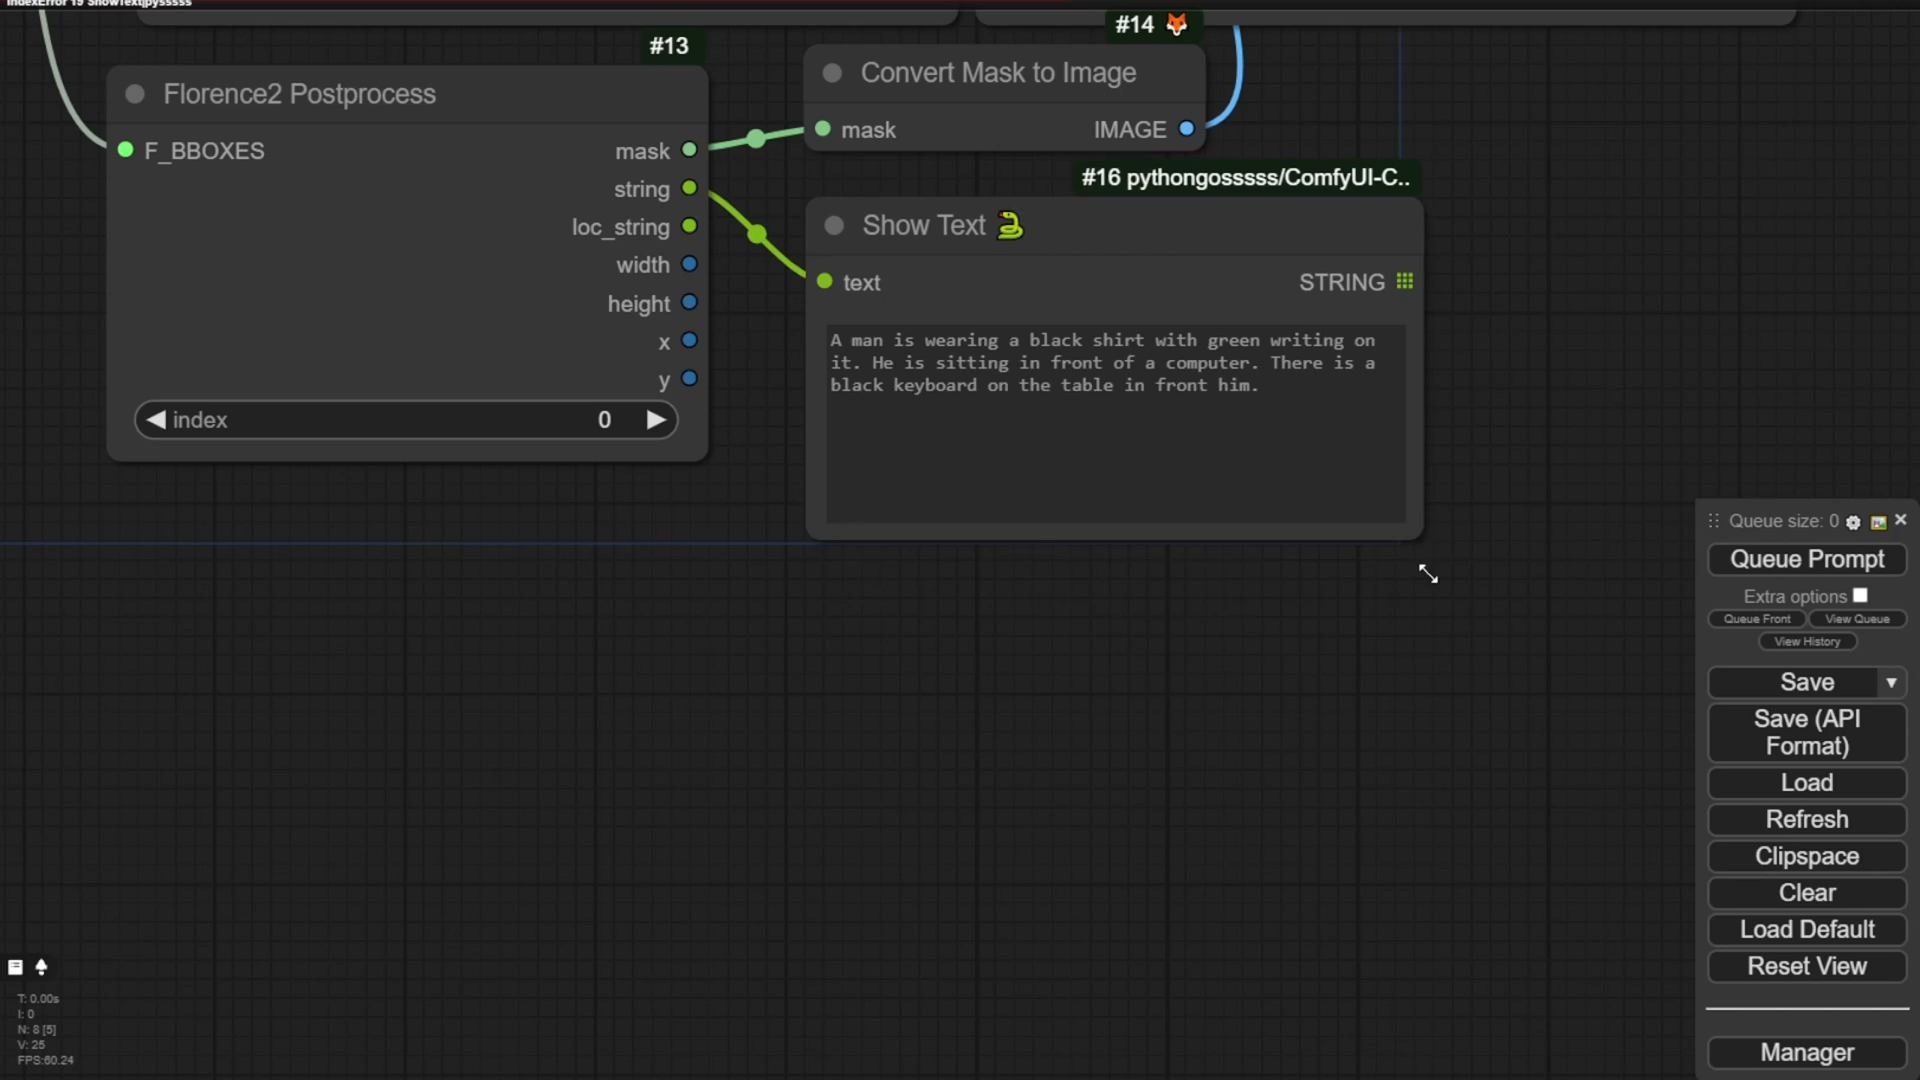 IndexError 19 ShowText|pysssss
#13
#14
Florence2 Postprocess
F_BBOXES
mask
string
loc_string
width
height
x
y
index 0
Convert Mask to Image
mask IMAGE
#16 pythongosssss/ComfyUI-C..
Show Text
text STRING
A man is wearing a black shirt with green writing on
it. He is sitting in front of a computer. There is a
black keyboard on the table in front him.
Queue size: 0
Queue Prompt
Extra options
Queue Front View Queue
View History
Save
Save (API
Format)
Load
Refresh
Clipspace
Clear
Load Default
Reset View
Manager
T: 0.00s
I: 0
N: 8 [5]
V: 25
FPS:60.24